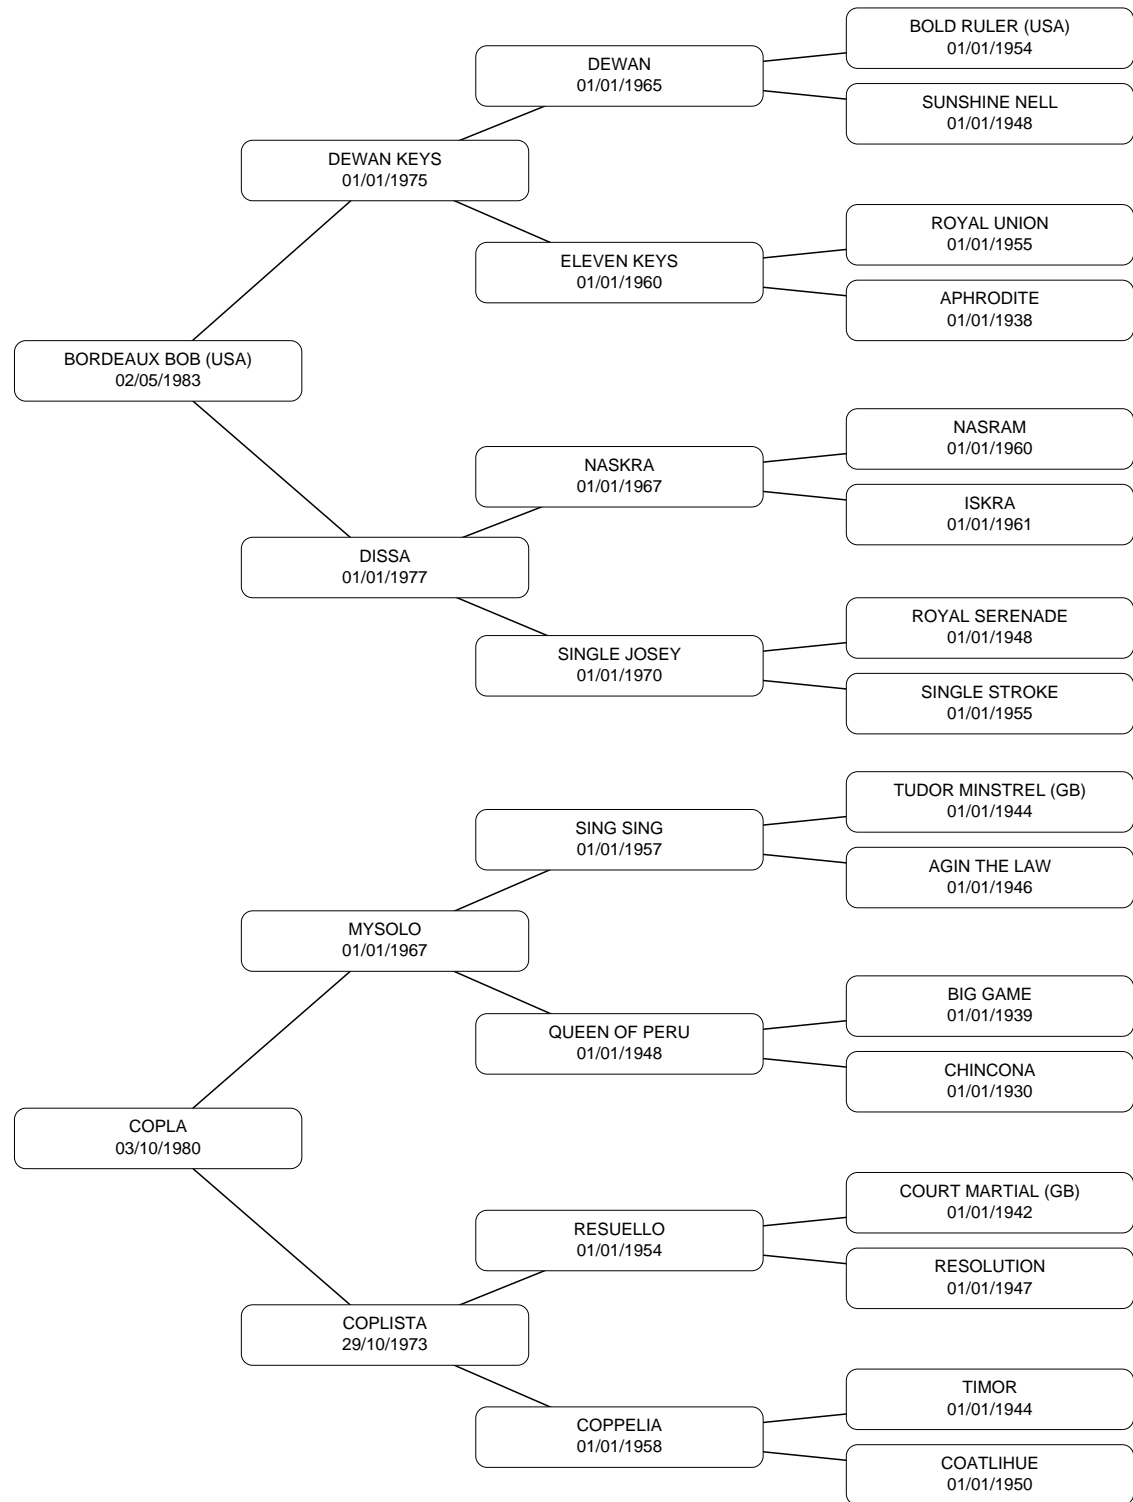 BOLD RULER (USA)
01/01/1954
DEWAN
01/01/1965
SUNSHINE NELL
01/01/1948
DEWAN KEYS
01/01/1975
ROYAL UNION
01/01/1955
ELEVEN KEYS
01/01/1960
APHRODITE
01/01/1938
BORDEAUX BOB (USA)
02/05/1983
NASRAM
01/01/1960
NASKRA
01/01/1967
ISKRA
01/01/1961
DISSA
01/01/1977
ROYAL SERENADE
01/01/1948
SINGLE JOSEY
01/01/1970
SINGLE STROKE
01/01/1955
TUDOR MINSTREL (GB)
01/01/1944
SING SING
01/01/1957
AGIN THE LAW
01/01/1946
MYSOLO
01/01/1967
BIG GAME
01/01/1939
QUEEN OF PERU
01/01/1948
CHINCONA
01/01/1930
COPLA
03/10/1980
COURT MARTIAL (GB)
01/01/1942
RESUELLO
01/01/1954
RESOLUTION
01/01/1947
COPLISTA
29/10/1973
TIMOR
01/01/1944
COPPELIA
01/01/1958
COATLIHUE
01/01/1950